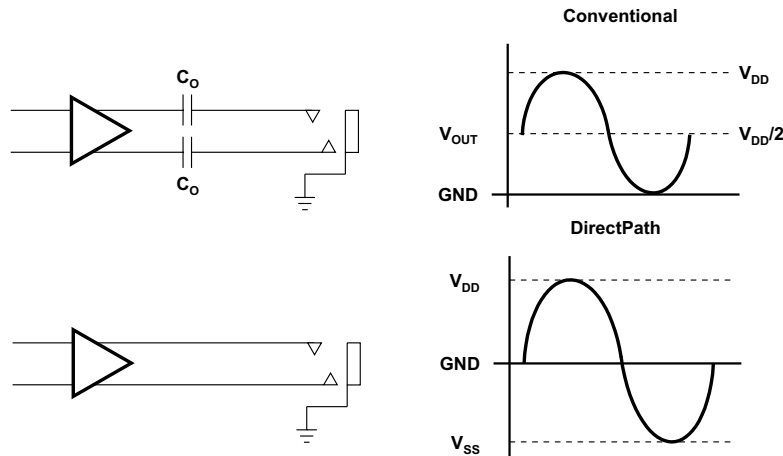 Conventional
C_O
V_DD
V_OUT
V_DD/2
C_O
GND
DirectPath
V_DD
GND
V_SS